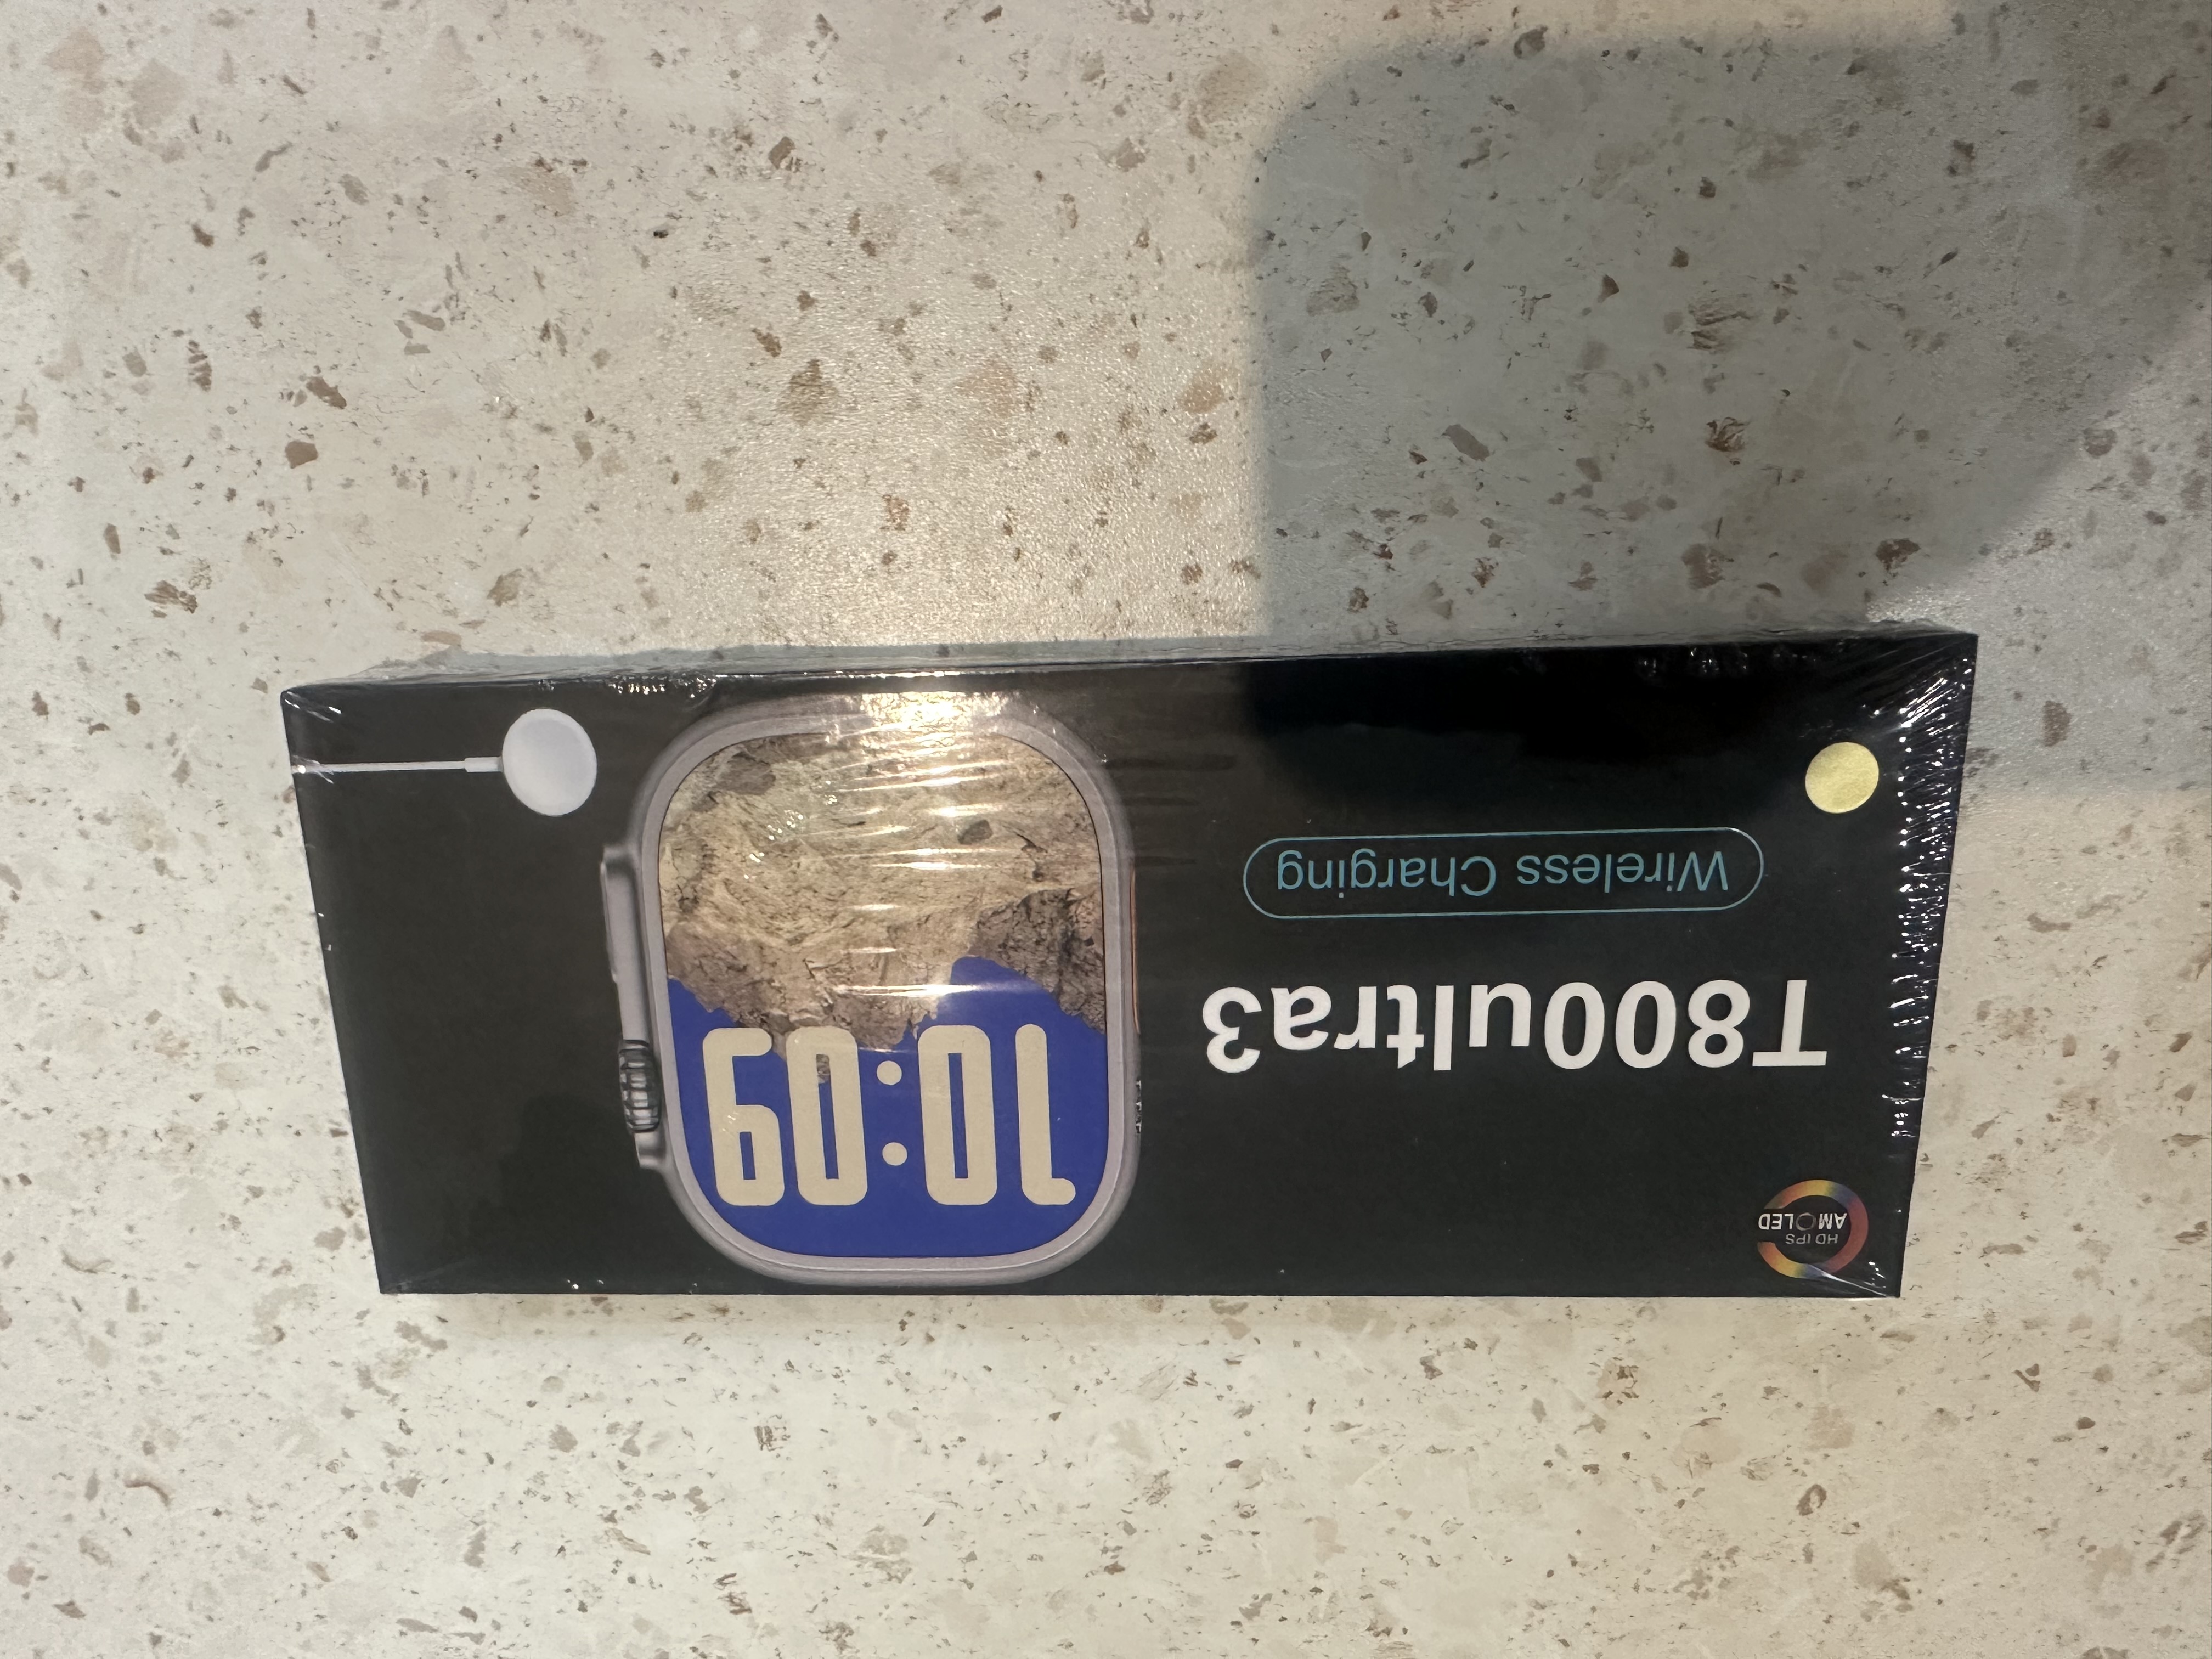 HD IPS
AMOLED
T800ultra3
Wireless Charging
10:09